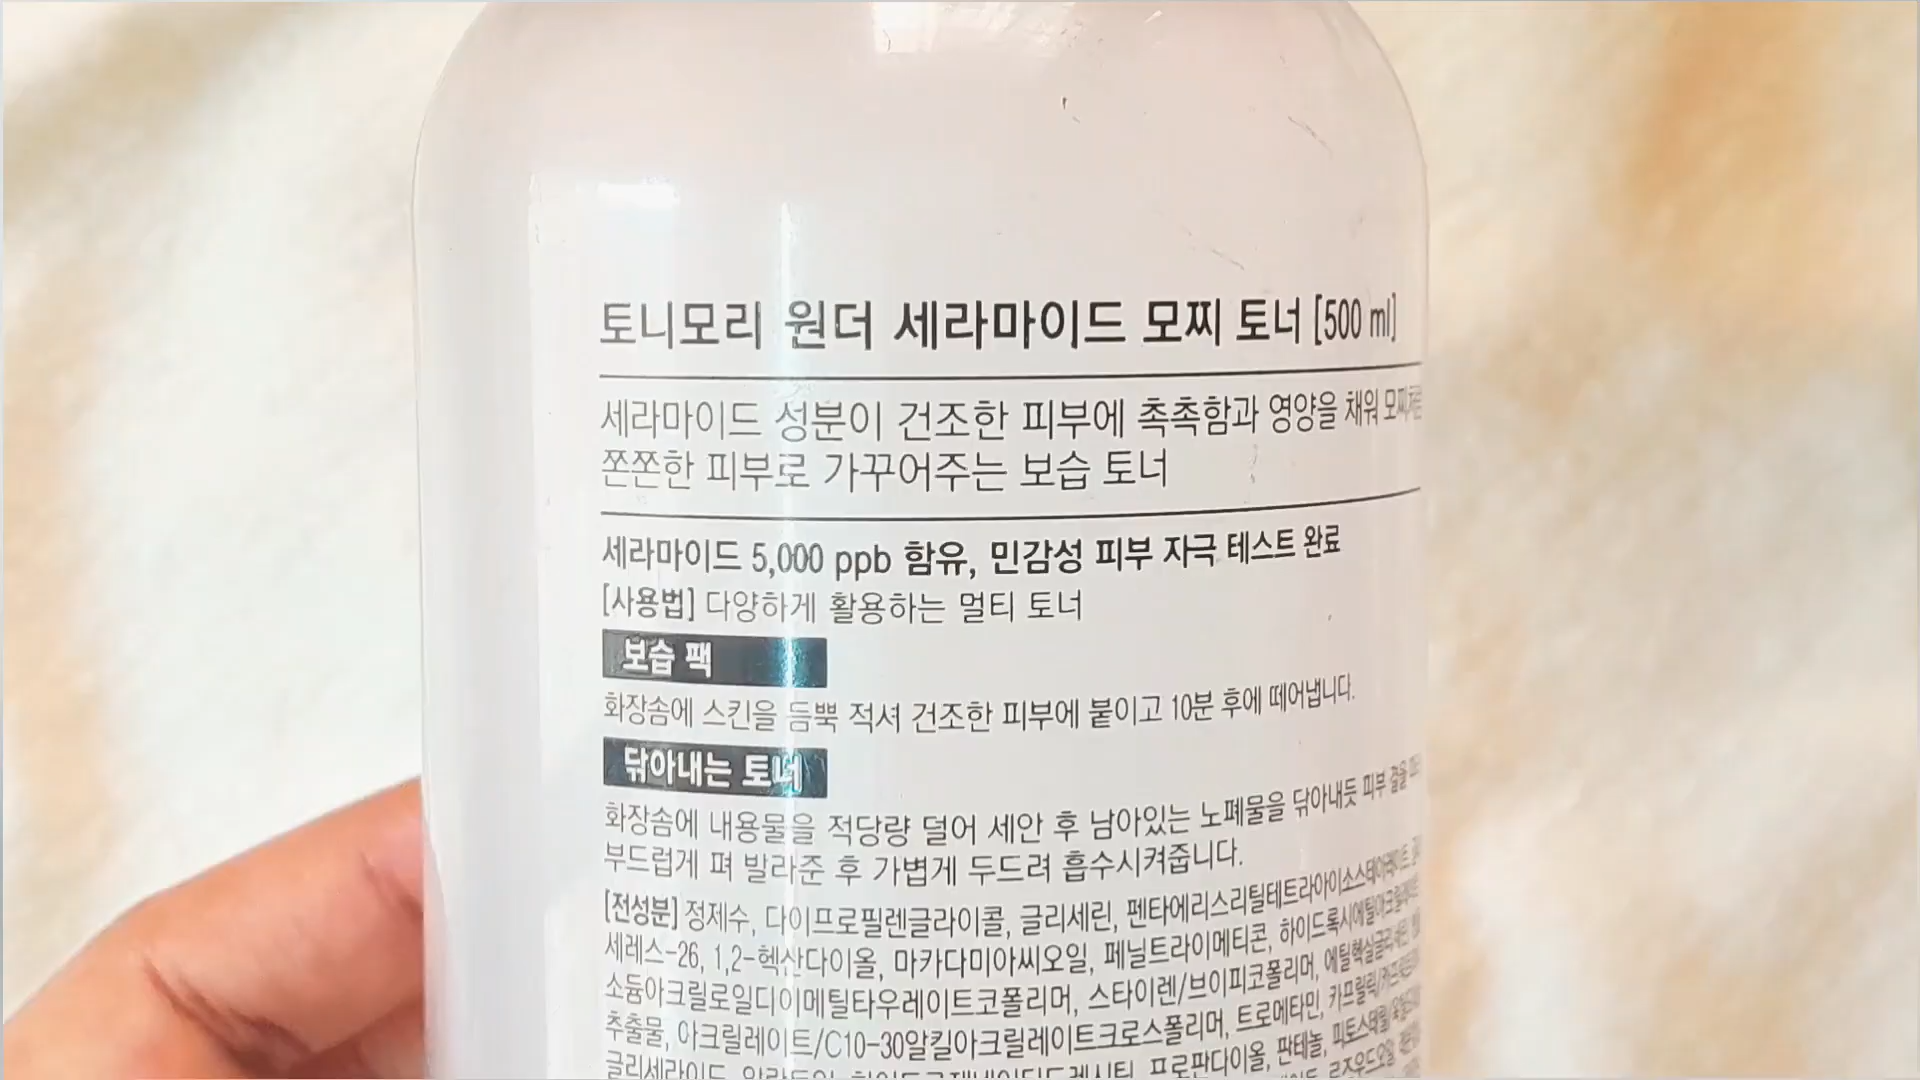 토니모리 원더 세라마이드 모찌 토너 [500 ml]
세라마이드 성분이 건조한 피부에 촉촉함과 영양을 채워 모찌처럼
쫀쫀한 피부로 가꾸어주는 보습 토너
세라마이드 5,000 ppb 함유, 민감성 피부 자극 테스트 완료
[사용법] 다양하게 활용하는 멀티 토너
보습 팩
화장솜에 스킨을 듬뿍 적셔 건조한 피부에 붙이고 10분 후에 떼어냅니다.
닦아내는 토너
화장솜에 내용물을 적당량 덜어 세안 후 남아있는 노폐물을 닦아내듯 피부 결을
부드럽게 펴 발라준 후 가볍게 두드려 흡수시켜줍니다.
[전성분] 정제수, 다이프로필렌글라이콜, 글리세린, 펜타에리스리틸테트라아이소스테아레이트,
세레스-26, 1,2-헥산다이올, 마카다미아씨오일, 페닐트라이메티콘, 하이드록시에틸아크릴레이트
소듐아크릴로일디이메틸타우레이트코폴리머, 스타이렌/브이피코폴리머, 에틸헥실글리세린,
추출물, 아크릴레이트/C10-30알킬아크릴레이트크로스폴리머, 트로메타민,
글리세라이드, 프로판다이올, 판테놀,